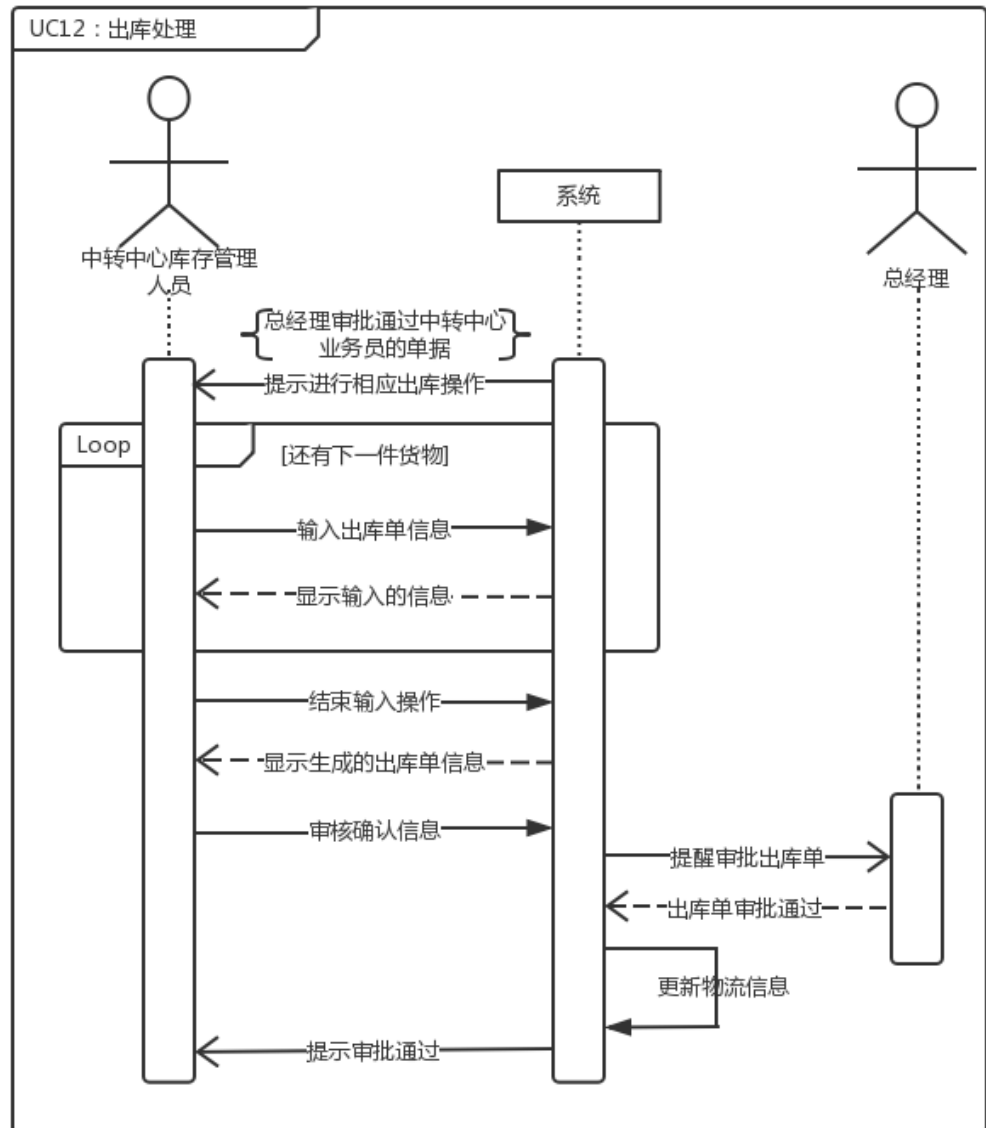 UC12：出库处理
系统
中转中心库存管理
人员
总经理
总经理审批通过中转中心
业务员的单据
提示进行相应出库操作
Loop
[还有下一件货物]
输入出库单信息
显示输入的信息
结束输入操作
显示生成的出库单信息
审核确认信息
提醒审批出库单
出库单审批通过
更新物流信息
提示审批通过